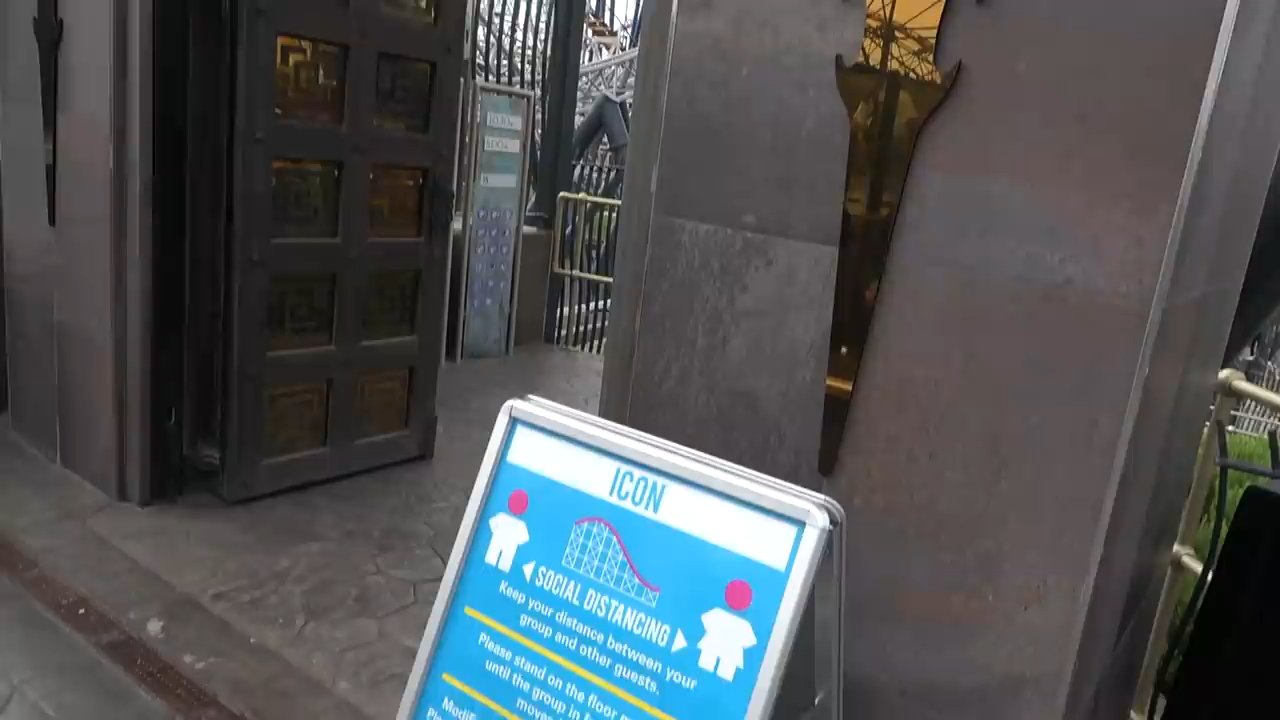 ICON
SOCIAL DISTANCING
Keep your distance between your
group and other guests.
Please stand on the floor
until the group in